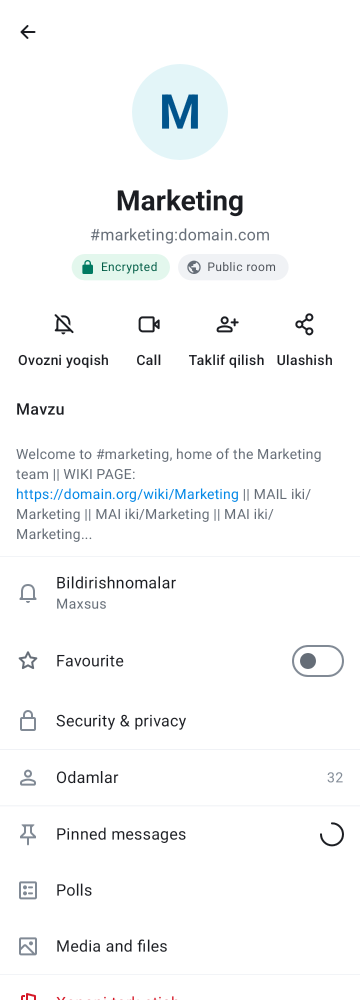 M
Marketing
#marketing:domain.com
Encrypted Public room
Ovozni yoqish Call Taklif qilish Ulashish
Mavzu
Welcome to #marketing, home of the Marketing
team || WIKI PAGE:
https://domain.org/wiki/Marketing || MAIL iki/
Marketing || MAI iki/Marketing || MAI iki/
Marketing...
Bildirishnomalar
Maxsus
Favourite
Security & privacy
Odamlar 32
Pinned messages
Polls
Media and files